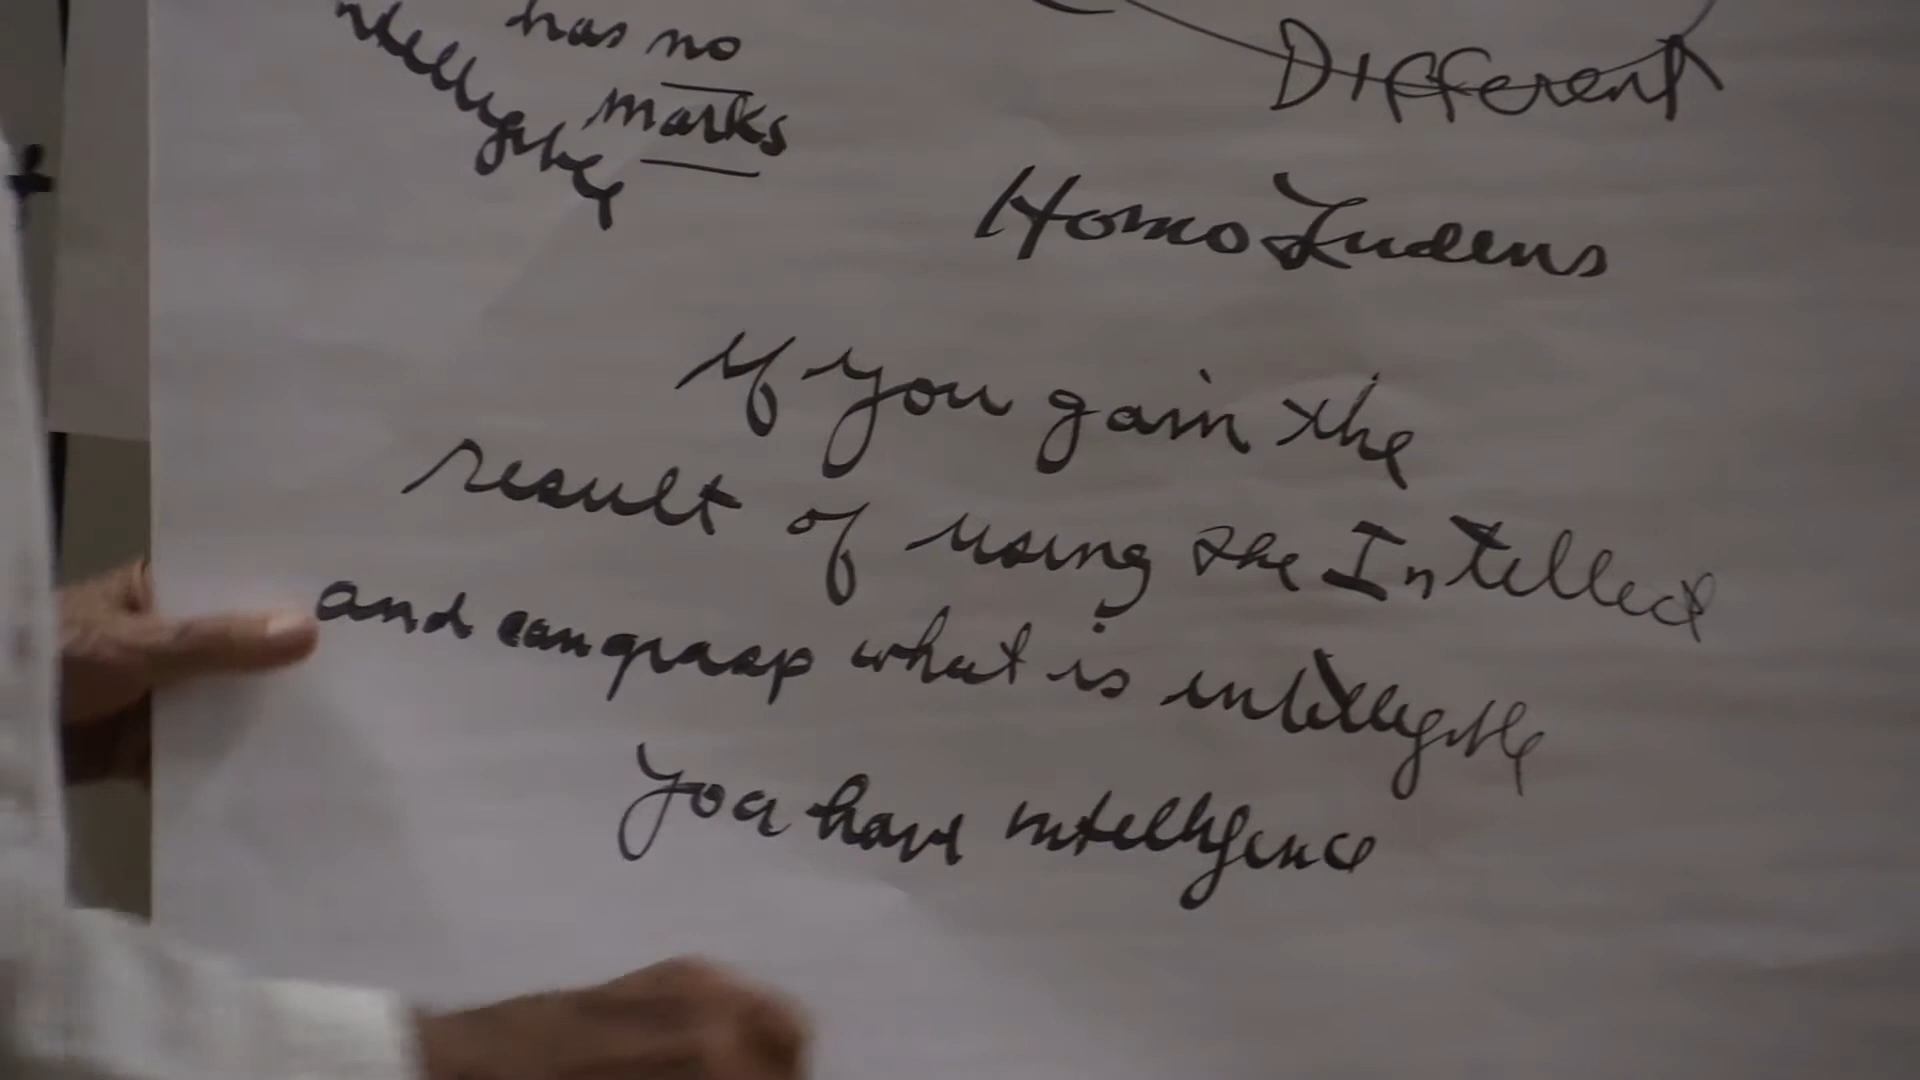 has no
marks
intelligible
Different
Homo Ludens
If you gain the
result of using the Intellect
and can grasp what is intelligible
you have intelligence